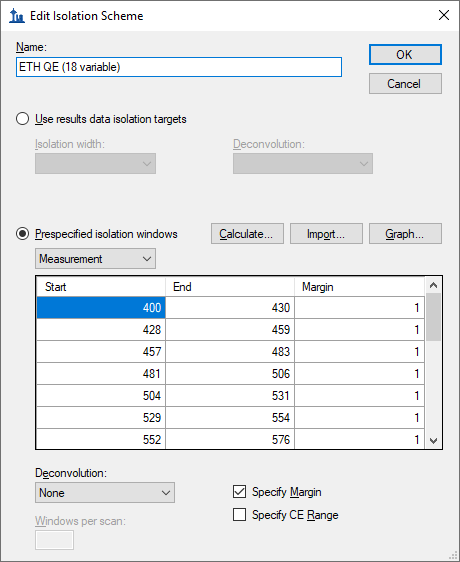 Edit Isolation Scheme
Name:
ETH QE (18 variable)
OK
Cancel
Use results data isolation targets
Isolation width:
Deconvolution:
Prespecified isolation windows
Calculate...
Import...
Graph...
Measurement
Start End Margin
400 430 1
428 459 1
457 483 1
481 506 1
504 531 1
529 554 1
552 576 1
Deconvolution:
None
Specify Margin
Windows per scan:
Specify CE Range